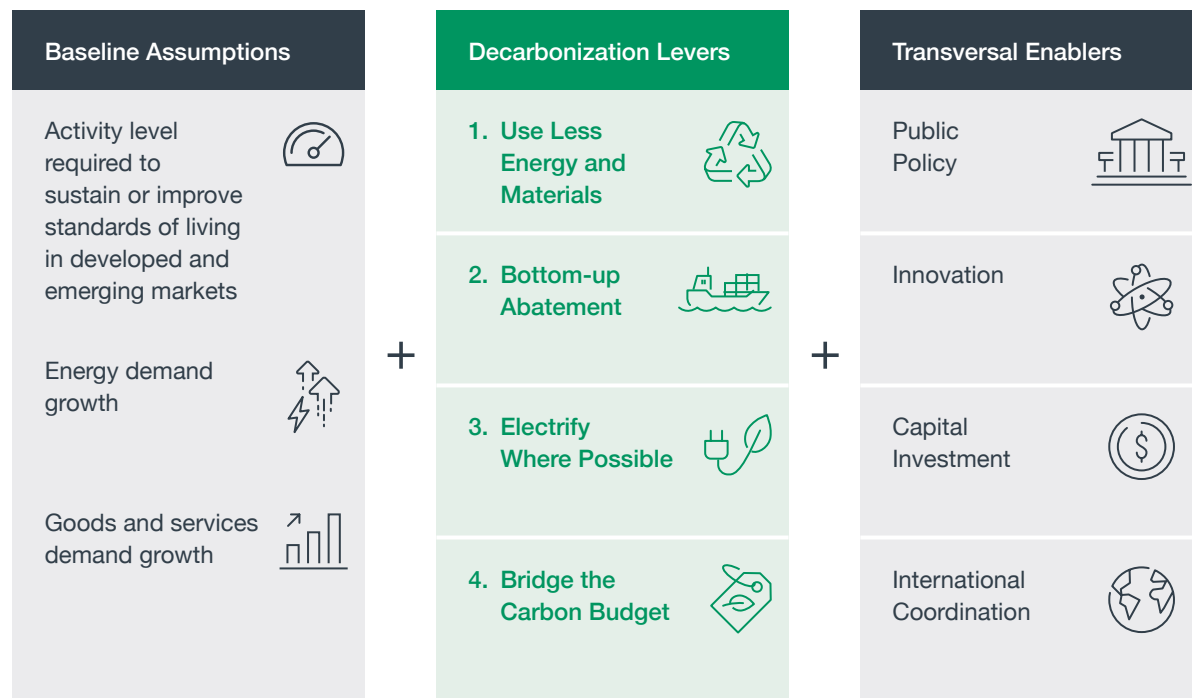 Baseline Assumptions
Activity level
required to
sustain or improve
standards of living
in developed and
emerging markets
Energy demand
growth
Goods and services
demand growth
+
Decarbonization Levers
1. Use Less
Energy and
Materials
2. Bottom-up
Abatement
3. Electrify
Where Possible
4. Bridge the
Carbon Budget
+
Transversal Enablers
Public
Policy
Innovation
Capital
Investment
$
International
Coordination